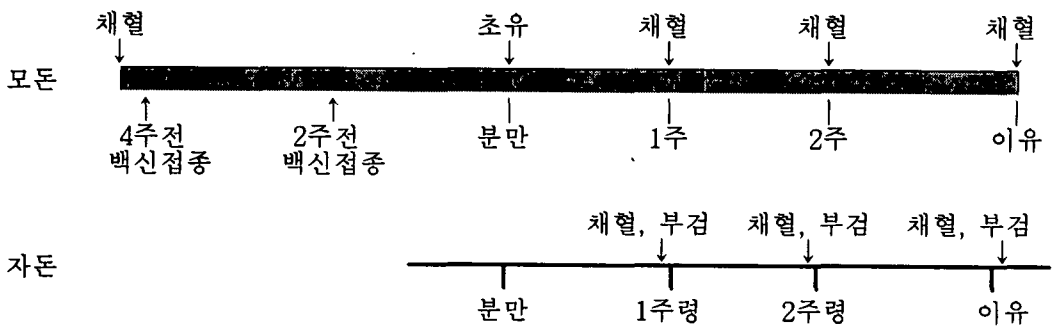 채혈 초유 채혈 채혈 채혈
모돈
4주전 2주전 분만 1주 2주 이유
백신접종 백신접종
채혈, 부검 채혈, 부검 채혈, 부검
자돈
분만 1주령 2주령 이유